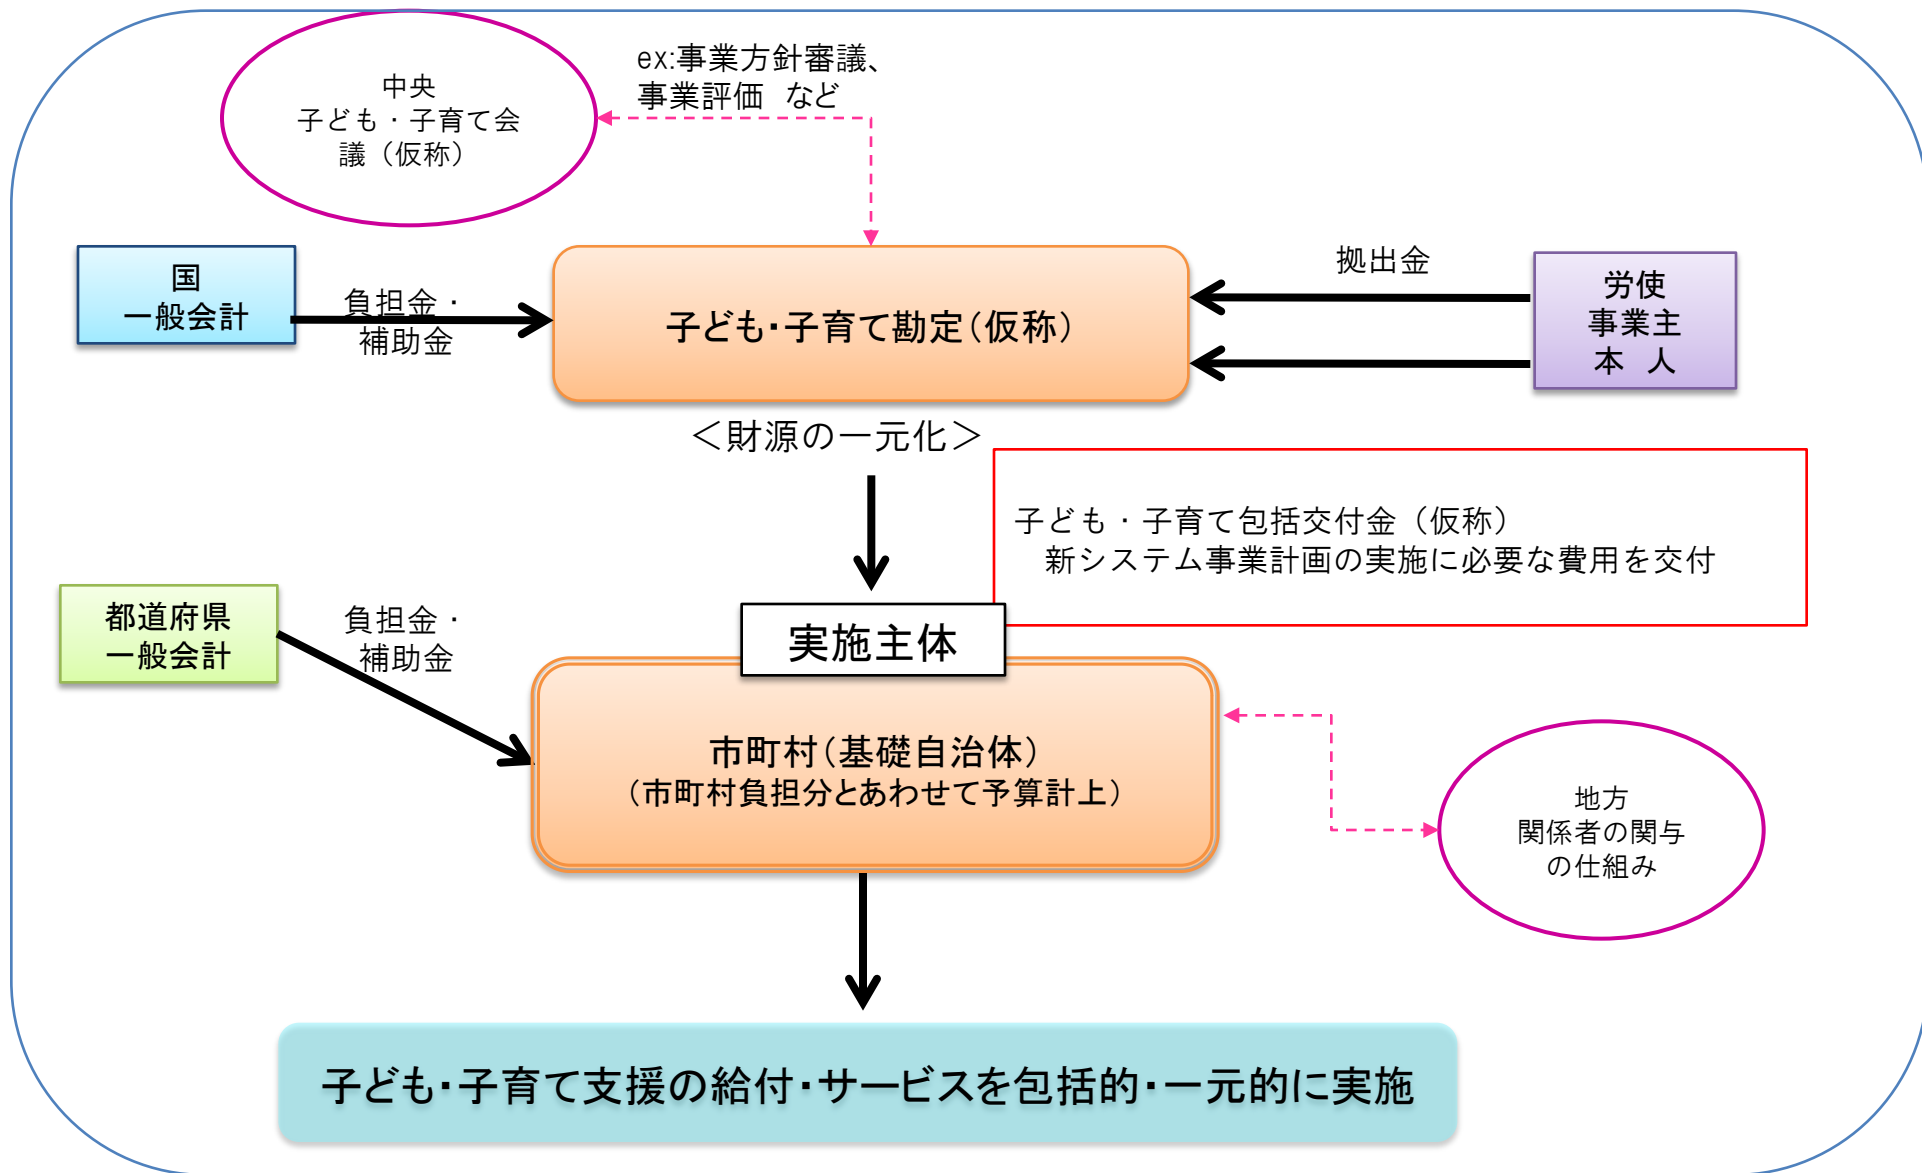 中央
子ども・子育て会
議（仮称）
ex:事業方針審議、
事業評価　など
国
一般会計
負担金・
補助金
子ども・子育て勘定（仮称）
拠出金
労使
事業主
本　人
＜財源の一元化＞
子ども・子育て包括交付金（仮称）
新システム事業計画の実施に必要な費用を交付
都道府県
一般会計
負担金・
補助金
実施主体
市町村（基礎自治体）
（市町村負担分とあわせて予算計上）
地方
関係者の関与
の仕組み
子ども・子育て支援の給付・サービスを包括的・一元的に実施